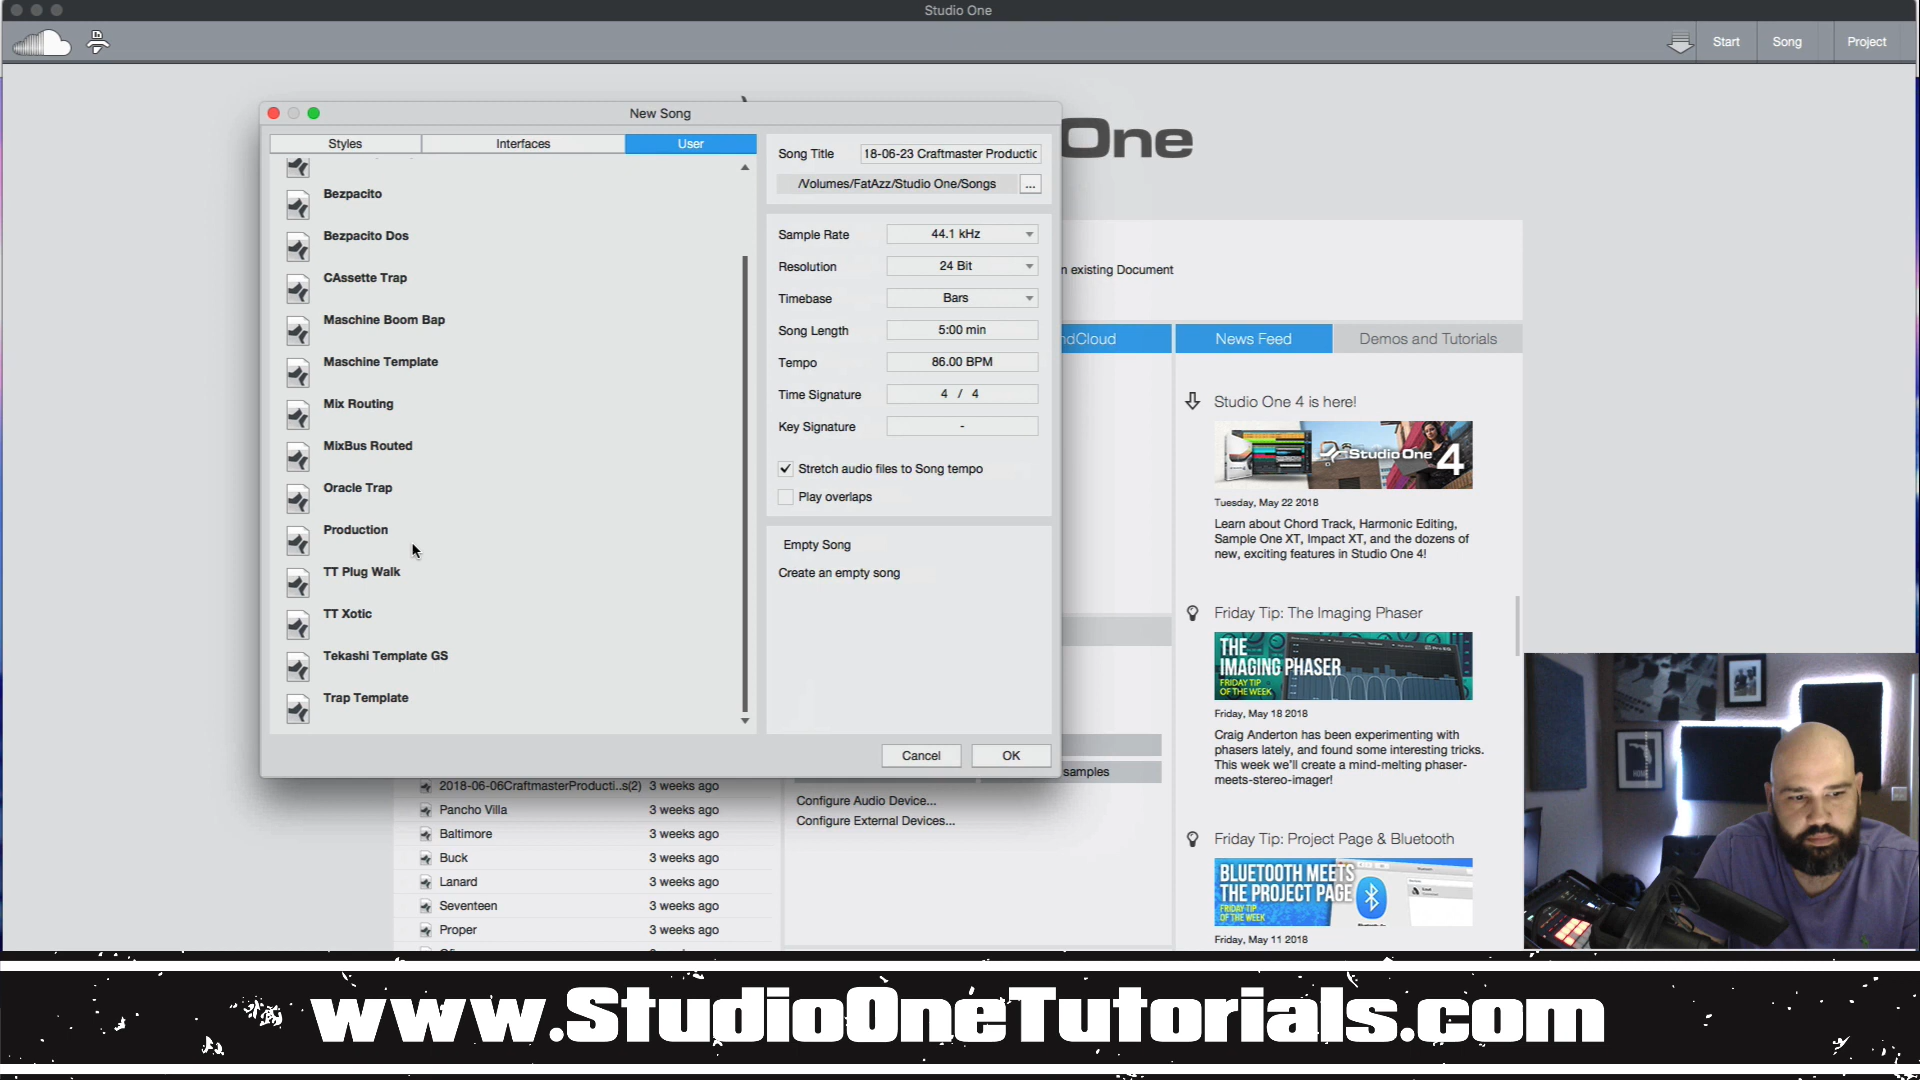 Studio One
Start
Song
Project
One
New Song
Styles
Interfaces
User
Bezpacito
Bezpacito Dos
CAssette Trap
Maschine Boom Bap
Maschine Template
Mix Routing
MixBus Routed
Oracle Trap
Production
TT Plug Walk
TT Xotic
Tekashi Template GS
Trap Template
Song Title
18-06-23 Craftmaster Productic
/Volumes/FatAzz/Studio One/Songs
...
Sample Rate 44.1 kHz
Resolution 24 Bit
Timebase Bars
Song Length 5:00 min
Tempo 86.00 BPM
Time Signature 4 / 4
Key Signature -
Stretch audio files to Song tempo
Play overlaps
Empty Song
Create an empty song
Cancel
OK
n existing Document
ndCloud
News Feed
Demos and Tutorials
Studio One 4 is here!
StudioOne 4
Tuesday, May 22 2018
Learn about Chord Track, Harmonic Editing,
Sample One XT, Impact XT, and the dozens of
new, exciting features in Studio One 4!
Friday Tip: The Imaging Phaser
THE
IMAGING PHASER
FRIDAY TIP
OF THE WEEK
Friday, May 18 2018
Craig Anderton has been experimenting with
phasers lately, and found some interesting tricks.
This week we'll create a mind-melting phaser-
meets-stereo-imager!
Friday Tip: Project Page & Bluetooth
BLUETOOTH MEETS
THE PROJECT PAGE
FRIDAY TIP
OF THE WEEK
Friday, May 11 2018
samples
Configure Audio Device...
Configure External Devices...
2018-06-06CraftmasterProducti..s(2) 3 weeks ago
Pancho Villa 3 weeks ago
Baltimore 3 weeks ago
Buck 3 weeks ago
Lanard 3 weeks ago
Seventeen 3 weeks ago
Proper 3 weeks ago
www.StudioOneTutorials.com